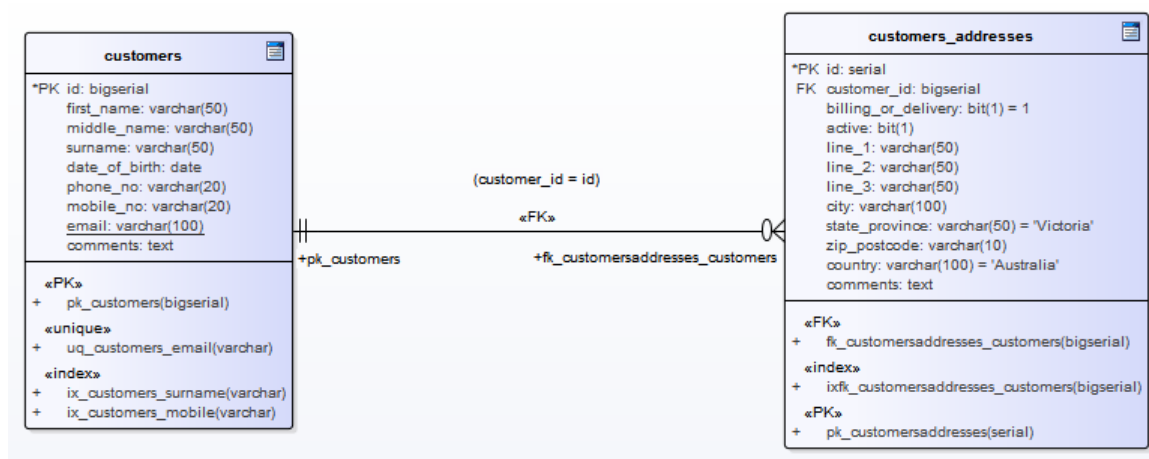 customers
*PK id: bigserial
first_name: varchar(50)
middle_name: varchar(50)
surname: varchar(50)
date_of_birth: date
phone_no: varchar(20)
mobile_no: varchar(20)
email: varchar(100)
comments: text
«PK»
+ pk_customers(bigserial)
«unique»
+ uq_customers_email(varchar)
«index»
+ ix_customers_surname(varchar)
+ ix_customers_mobile(varchar)
(customer_id = id)
«FK»
+pk_customers
+fk_customersaddresses_customers
customers_addresses
*PK id: serial
FK customer_id: bigserial
billing_or_delivery: bit(1) = 1
active: bit(1)
line_1: varchar(50)
line_2: varchar(50)
line_3: varchar(50)
city: varchar(100)
state_province: varchar(50) = 'Victoria'
zip_postcode: varchar(10)
country: varchar(100) = 'Australia'
comments: text
«FK»
+ fk_customersaddresses_customers(bigserial)
«index»
+ ixfk_customersaddresses_customers(bigserial)
«PK»
+ pk_customersaddresses(serial)